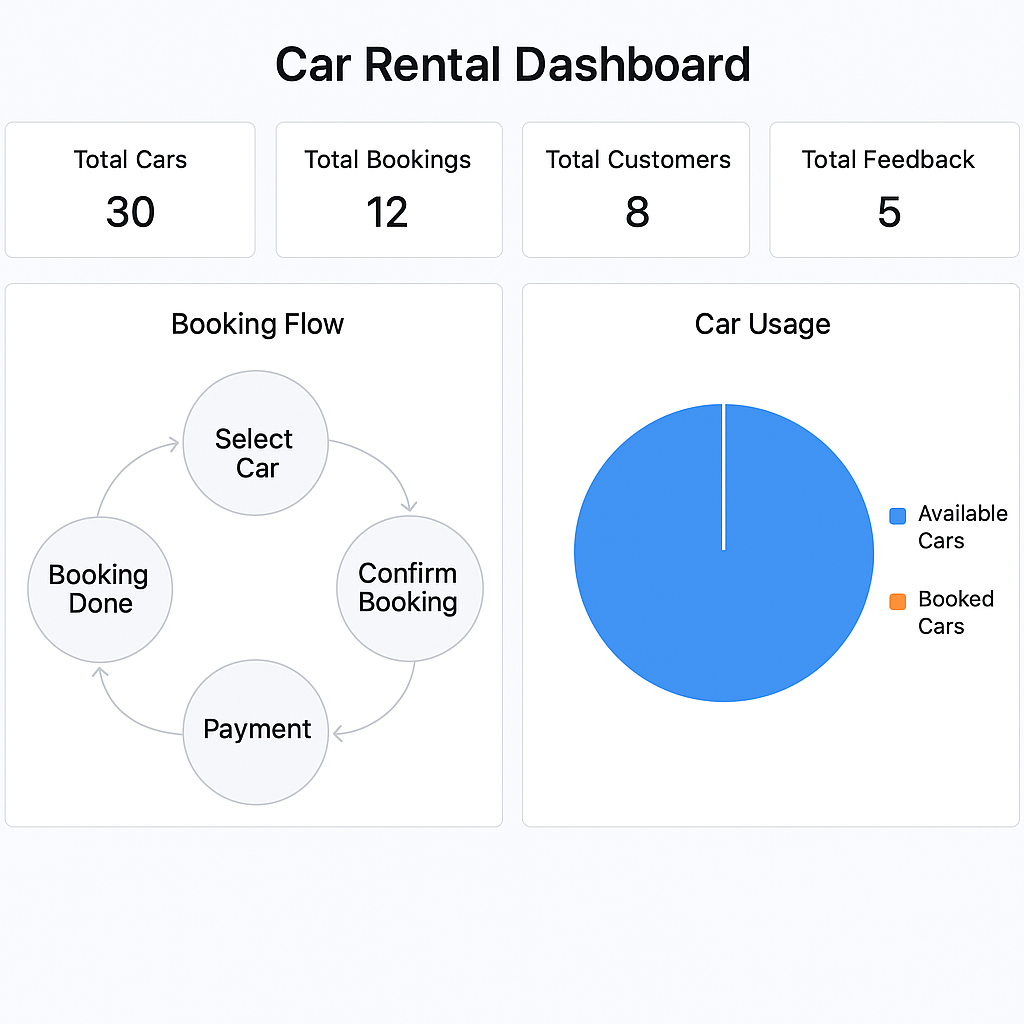 Car Rental Dashboard
Total Cars
30
Total Bookings
12
Total Customers
8
Total Feedback
5
Booking Flow
Select
Car
Confirm
Booking
Payment
Booking
Done
Car Usage
Available
Cars
Booked
Cars